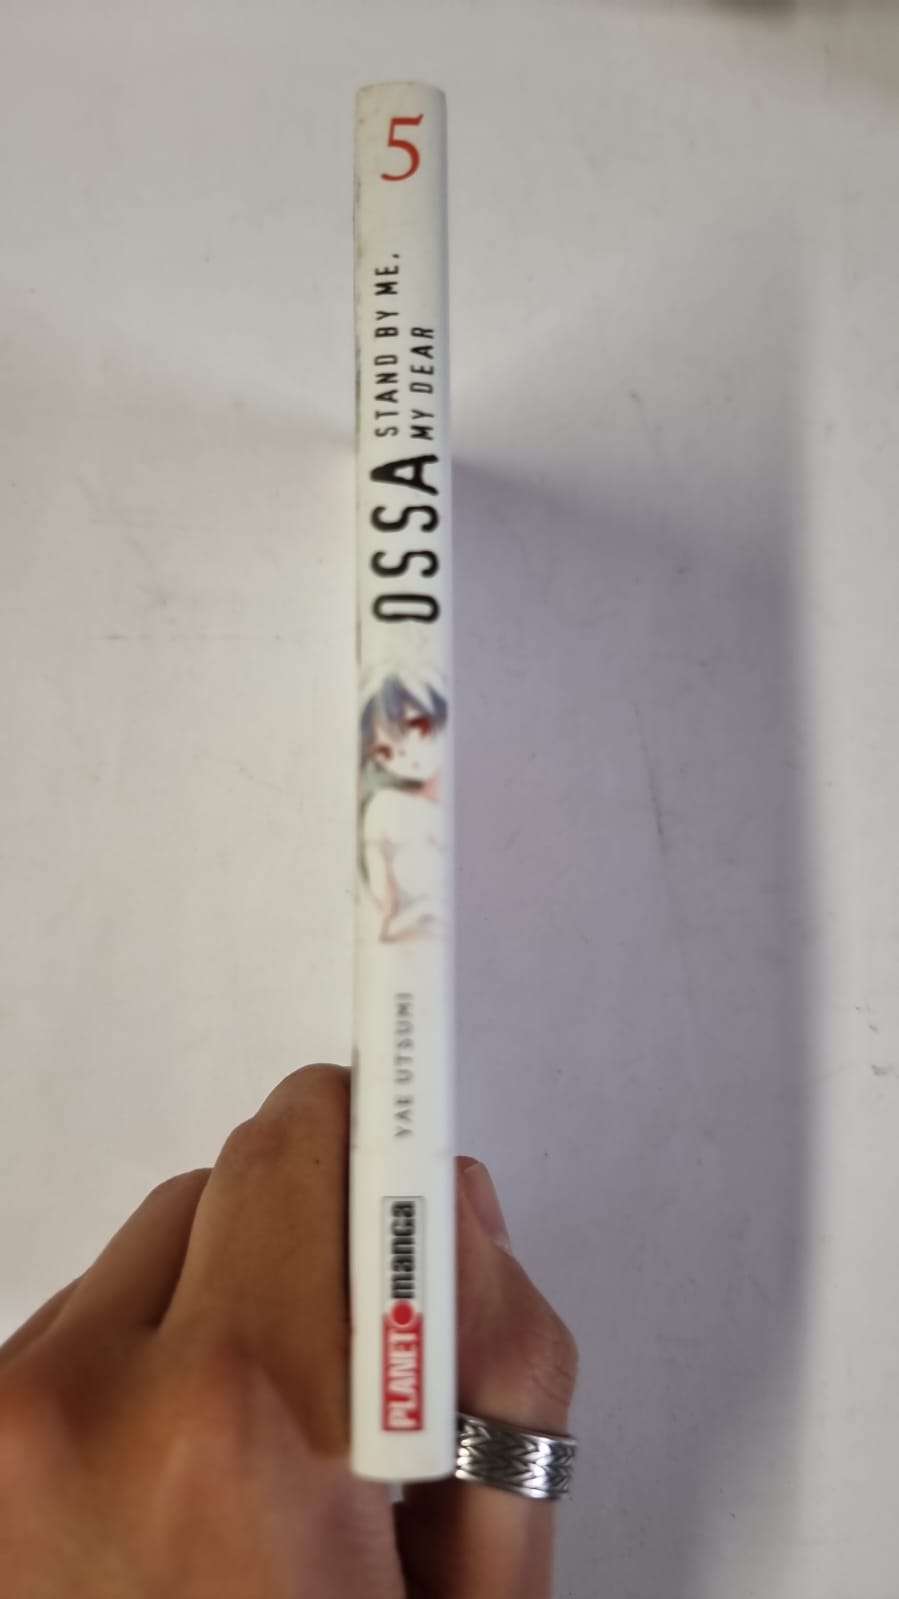 5
OSSA
STAND BY ME,
MY DEAR
YAE UTSUMI
PLANET manga